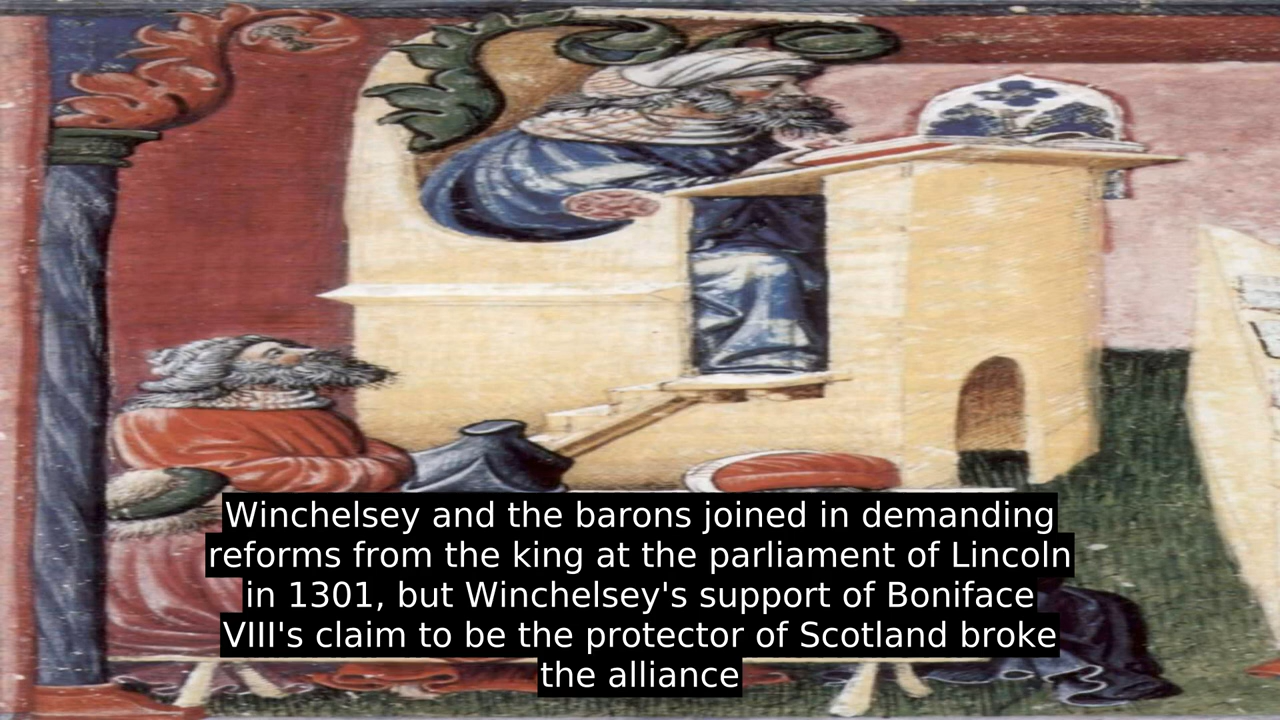 Winchelsey and the barons joined in demanding
reforms from the king at the parliament of Lincoln
in 1301, but Winchelsey's support of Boniface
VIII's claim to be the protector of Scotland broke
the alliance